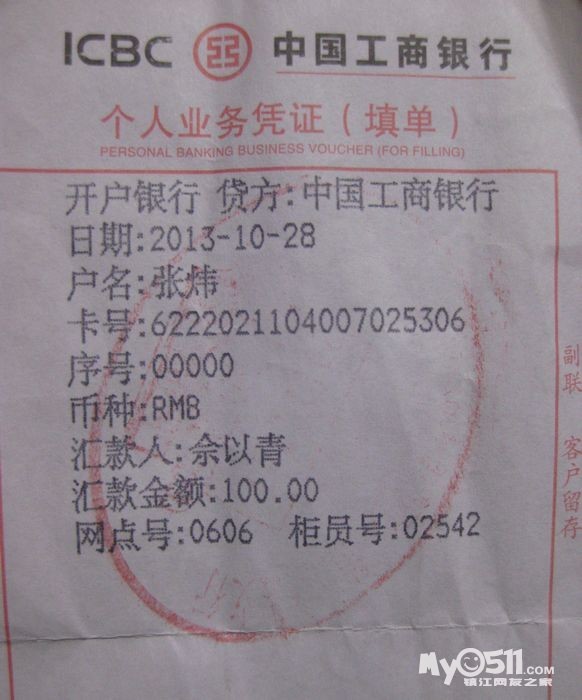 ICBC 中国工商银行
个人业务凭证（填单）
PERSONAL BANKING BUSINESS VOUCHER (FOR FILLING)
开户银行 贷方:中国工商银行
日期:2013-10-28
户名:张炜
卡号:6222021104007025306
序号:00000
币种:RMB
汇款人:佘以青
汇款金额:100.00
网点号:0606 柜员号:02542
副联 客户留存
My0511.com
镇江网友之家